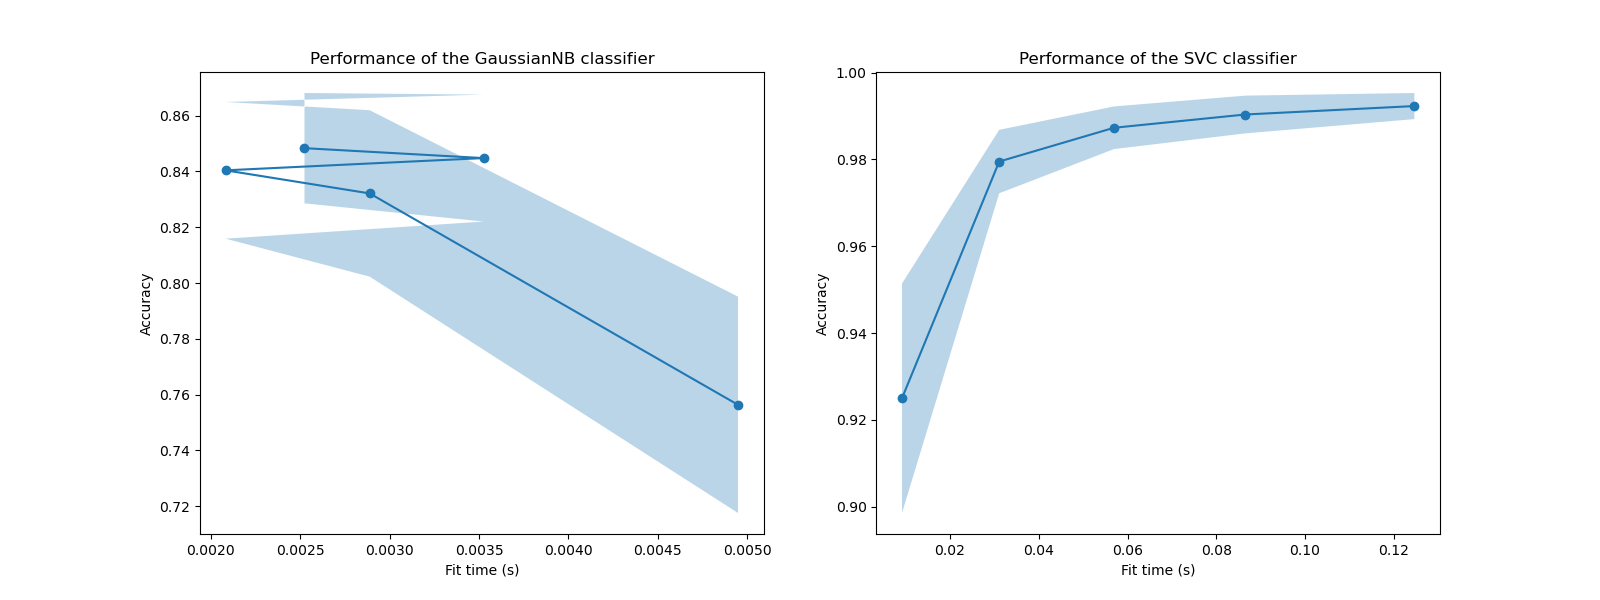 Performance of the GaussianNB classifier
Accuracy
0.86
0.84
0.82
0.80
0.78
0.76
0.74
0.72
0.0020 0.0025 0.0030 0.0035 0.0040 0.0045 0.0050
Fit time (s)
Performance of the SVC classifier
Accuracy
1.00
0.98
0.96
0.94
0.92
0.90
0.02 0.04 0.06 0.08 0.10 0.12
Fit time (s)